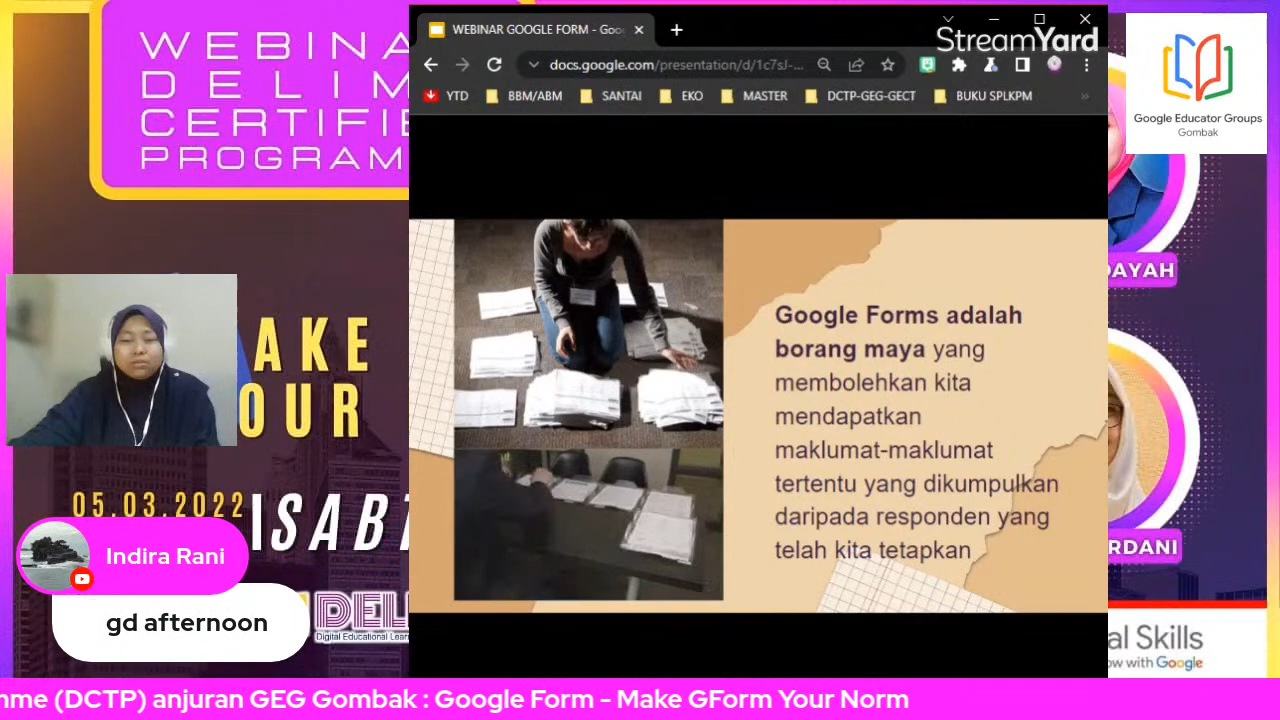 WEBINA
DELIM
CERTIFIE
PROGRAM
AKE
OUR
05.03.2022
ISABT
Indira Rani
gd afternoon
DEL
Digital Educational Lear
WEBINAR GOOGLE FORM - Goo
StreamYard
docs.google.com/presentation/d/1c7sJ-...
YTD
BBM/ABM
SANTAI
EKO
MASTER
DCTP-GEG-GECT
BUKU SPLKPM
Google Forms adalah
borang maya yang
membolehkan kita
mendapatkan
maklumat-maklumat
tertentu yang dikumpulkan
daripada responden yang
telah kita tetapkan
Google Educator Groups
Gombak
DAYAH
RDANI
al Skills
ow with Google
mme (DCTP) anjuran GEG Gombak : Google Form - Make GForm Your Norm